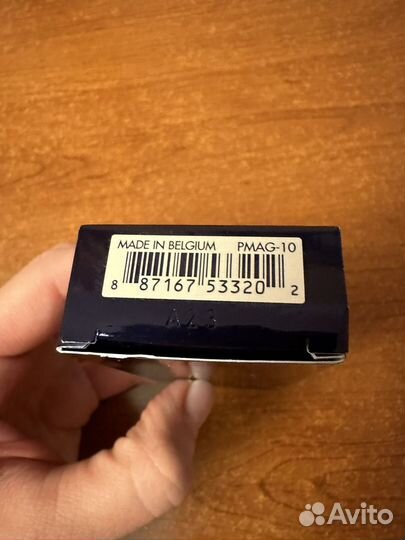 MADE IN BELGIUM PMAG-10
8 87167 53320 2
A23
Avito